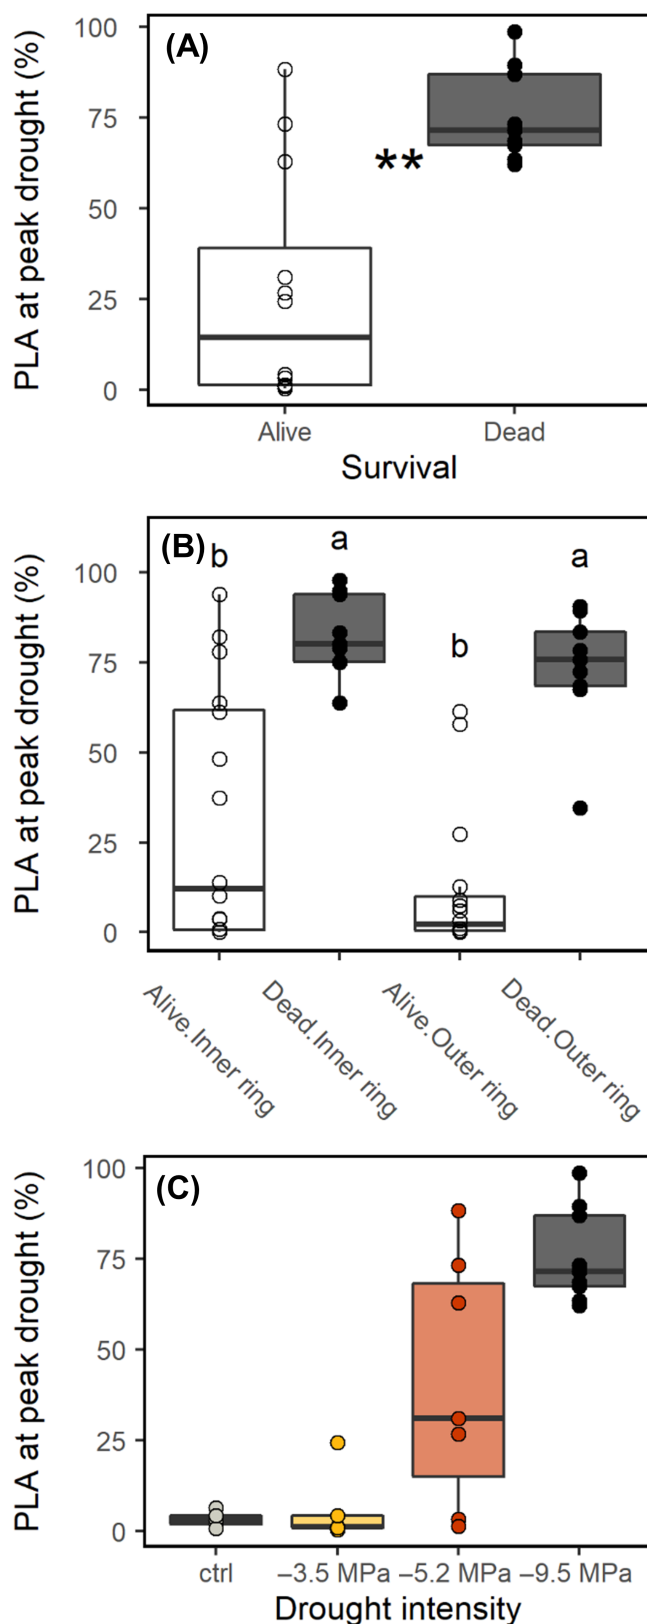 (A)
PLA at peak drought (%)
100
75
50
25
0
**
Alive Dead
Survival
(B)
PLA at peak drought (%)
100
75
50
25
0
b a b a
Alive.Inner ring
Dead.Inner ring
Alive.Outer ring
Dead.Outer ring
(C)
PLA at peak drought (%)
100
75
50
25
0
ctrl −3.5 MPa −5.2 MPa −9.5 MPa
Drought intensity